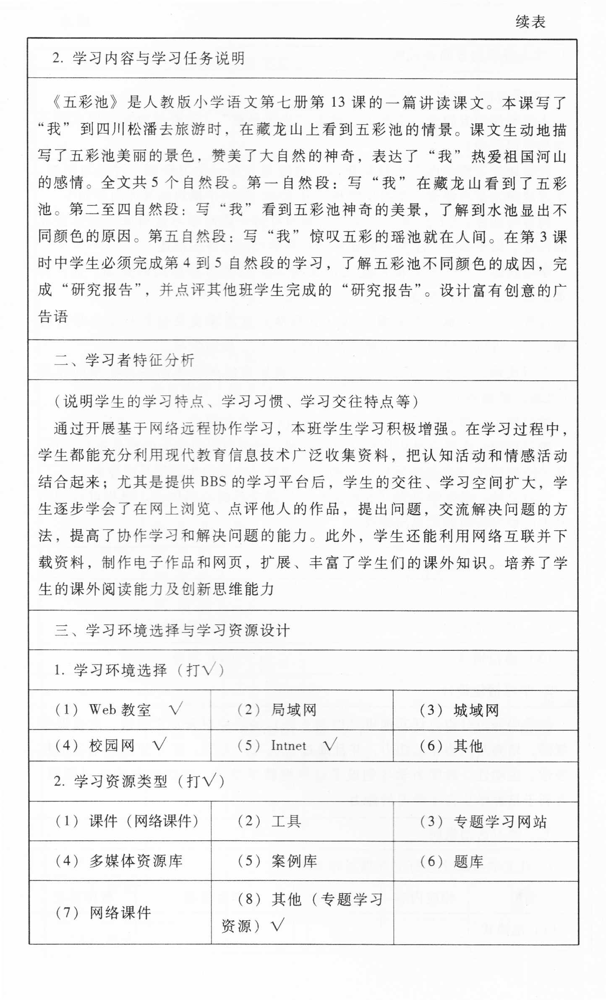 续表
2. 学习内容与学习任务说明
《五彩池》是人教版小学语文第七册第 13 课的一篇讲读课文。本课写了
“我” 到四川松潘去旅游时，在藏龙山上看到五彩池的情景。课文生动地描
写了五彩池美丽的景色，赞美了大自然的神奇，表达了 “我” 热爱祖国河山
的感情。全文共 5 个自然段。第一自然段：写 “我” 在藏龙山看到了五彩
池。第二至四自然段：写 “我” 看到五彩池神奇的美景，了解到水池显出不
同颜色的原因。第五自然段：写 “我” 惊叹五彩的瑶池就在人间。在第 3 课
时中学生必须完成第 4 到 5 自然段的学习，了解五彩池不同颜色的成因，完
成 “研究报告”，并点评其他班学生完成的 “研究报告”。设计富有创意的广
告语
二、学习者特征分析
（说明学生的学习特点、学习习惯、学习交往特点等）
通过开展基于网络远程协作学习，本班学生学习积极增强。在学习过程中，
学生都能充分利用现代教育信息技术广泛收集资料，把认知活动和情感活动
结合起来；尤其是提供 BBS 的学习平台后，学生的交往、学习空间扩大，学
生逐步学会了在网上浏览、点评他人的作品，提出问题，交流解决问题的方
法，提高了协作学习和解决问题的能力。此外，学生还能利用网络互联并下
载资料，制作电子作品和网页，扩展、丰富了学生们的课外知识。培养了学
生的课外阅读能力及创新思维能力
三、学习环境选择与学习资源设计
1. 学习环境选择（打√）
（1）Web 教室 √
（2）局域网
（3）城域网
（4）校园网 √
（5）Intnet √
（6）其他
2. 学习资源类型（打√）
（1）课件（网络课件）
（2）工具
（3）专题学习网站
（4）多媒体资源库
（5）案例库
（6）题库
（7）网络课件
（8）其他（专题学习
资源）√